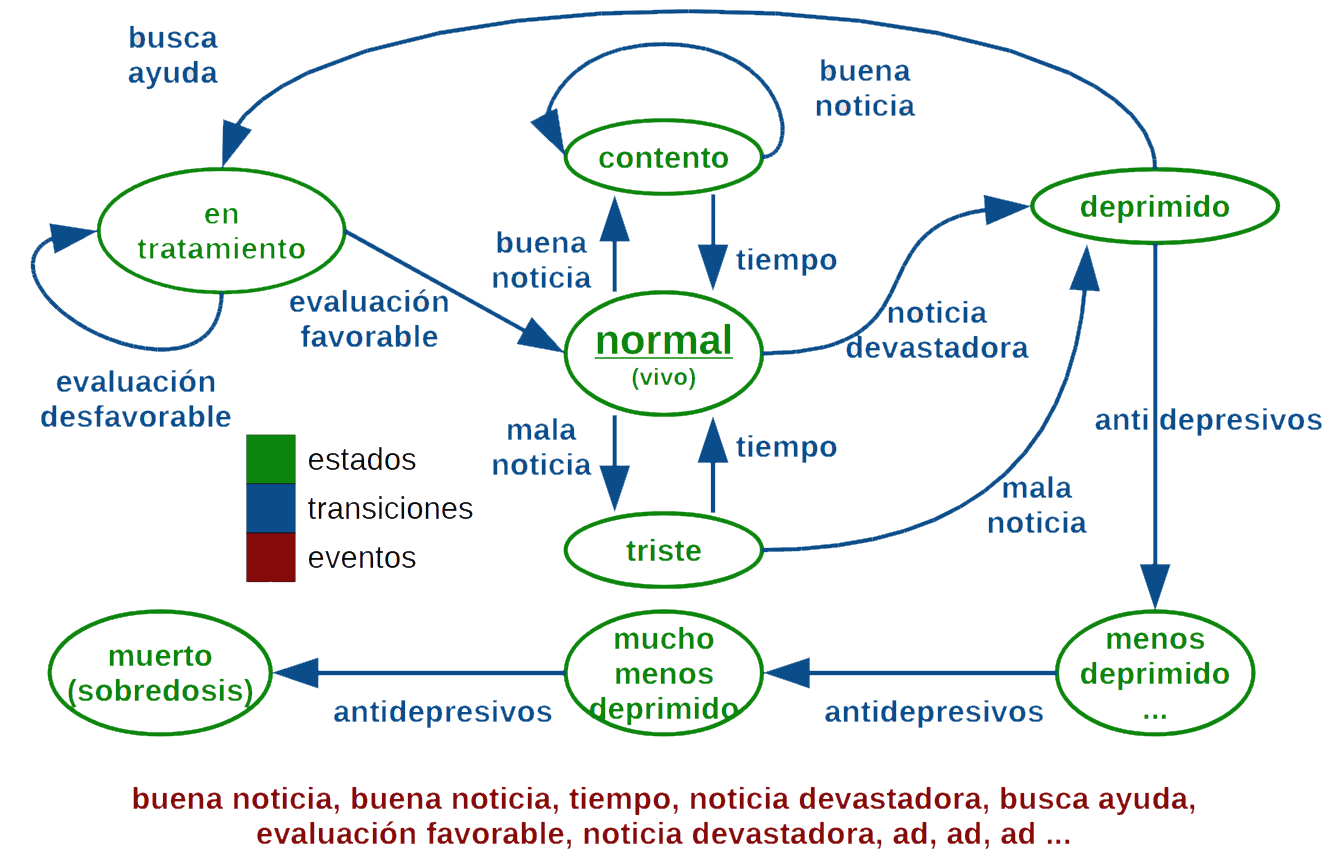 busca
ayuda
buena
noticia
contento
deprimido
en
tratamiento
buena
noticia
tiempo
evaluación
favorable
noticia
devastadora
normal
(vivo)
evaluación
desfavorable
mala
noticia
tiempo
antidepresivos
estados
transiciones
eventos
mala
noticia
triste
muerto
(sobredosis)
mucho
menos
deprimido
menos
deprimido
...
antidepresivos
antidepresivos
buena noticia, buena noticia, tiempo, noticia devastadora, busca ayuda,
evaluación favorable, noticia devastadora, ad, ad, ad ...